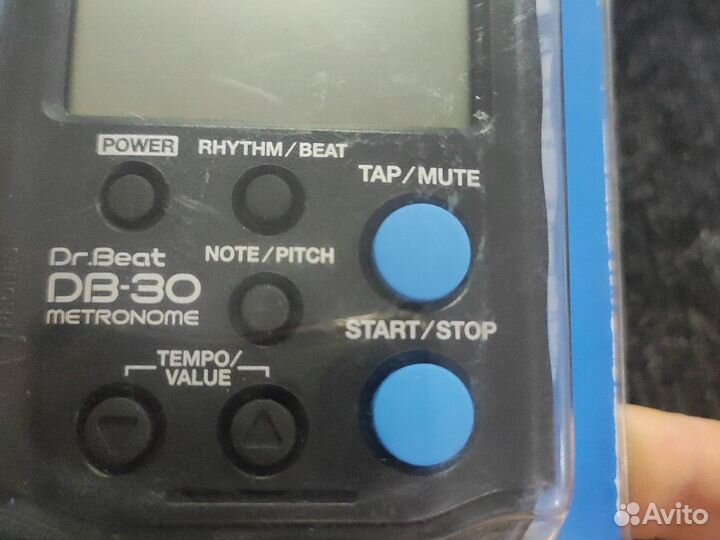 POWER
RHYTHM/BEAT
TAP/MUTE
Dr.Beat
NOTE/PITCH
DB-30
METRONOME
START/STOP
TEMPO/
VALUE
Avito